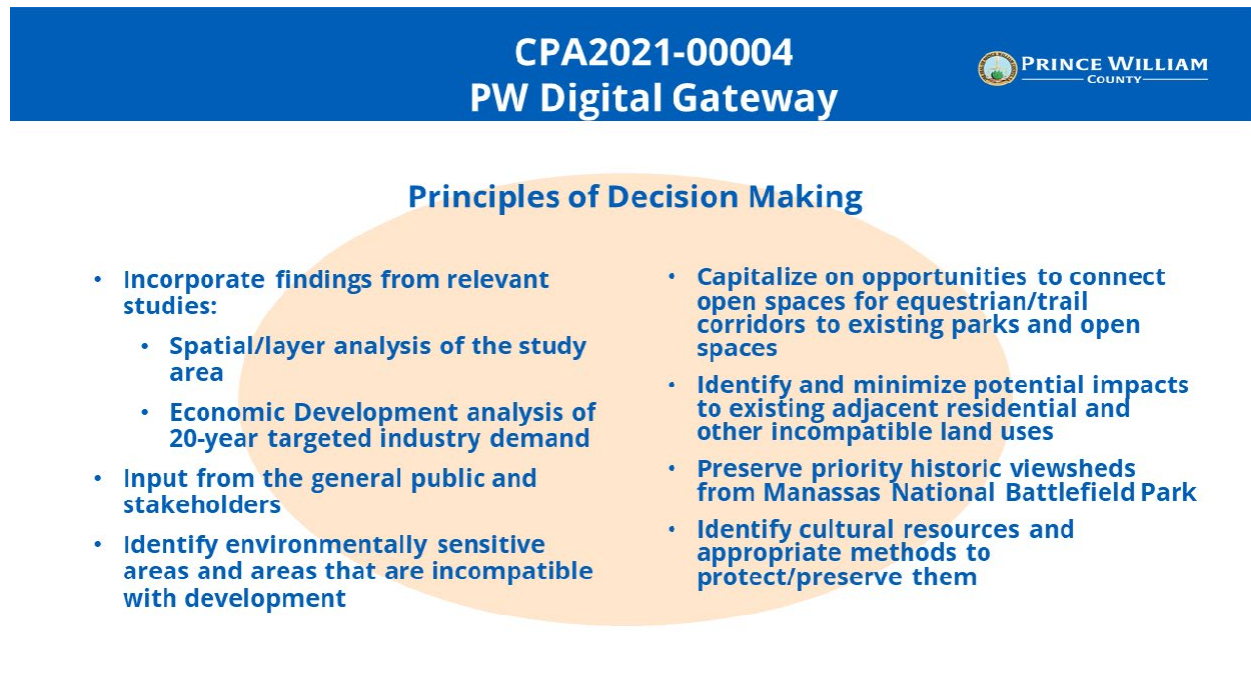 CPA2021-00004
PW Digital Gateway
PRINCE WILLIAM
COUNTY
Principles of Decision Making
• Incorporate findings from relevant
studies:
• Spatial/layer analysis of the study
area
• Economic Development analysis of
20-year targeted industry demand
• Input from the general public and
stakeholders
• Identify environmentally sensitive
areas and areas that are incompatible
with development
• Capitalize on opportunities to connect
open spaces for equestrian/trail
corridors to existing parks and open
spaces
• Identify and minimize potential impacts
to existing adjacent residential and
other incompatible land uses
• Preserve priority historic viewsheds
from Manassas National Battlefield Park
• Identify cultural resources and
appropriate methods to
protect/preserve them